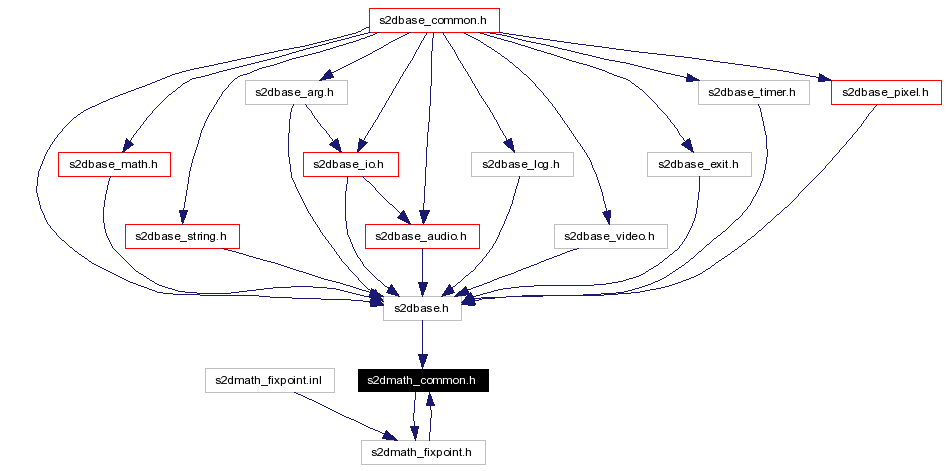 s2dbase_common.h
s2dbase_arg.h
s2dbase_timer.h
s2dbase_pixel.h
s2dbase_math.h
s2dbase_io.h
s2dbase_log.h
s2dbase_exit.h
s2dbase_string.h
s2dbase_audio.h
s2dbase_video.h
s2dbase.h
s2dmath_fixpoint.inl
s2dmath_common.h
s2dmath_fixpoint.h